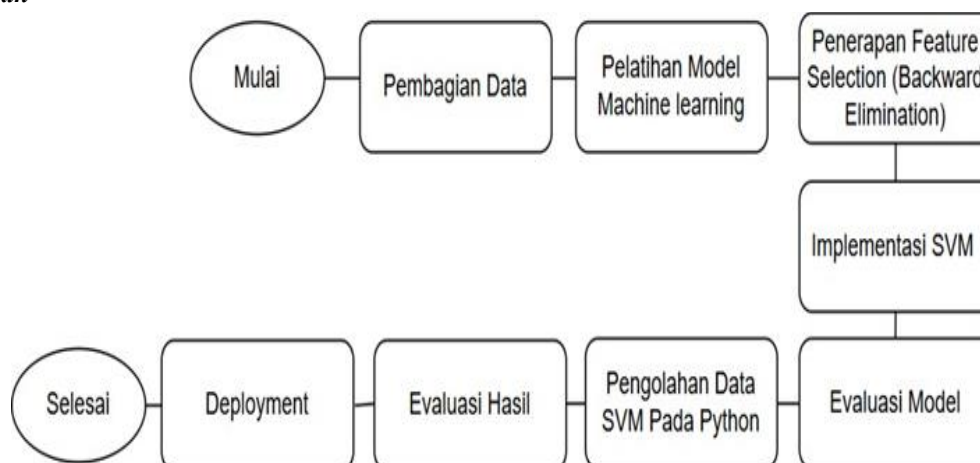 Mulai
Pembagian Data
Pelatihan Model
Machine learning
Penerapan Feature
Selection (Backward
Elimination)
Implementasi SVM
Evaluasi Model
Pengolahan Data
SVM Pada Python
Evaluasi Hasil
Deployment
Selesai